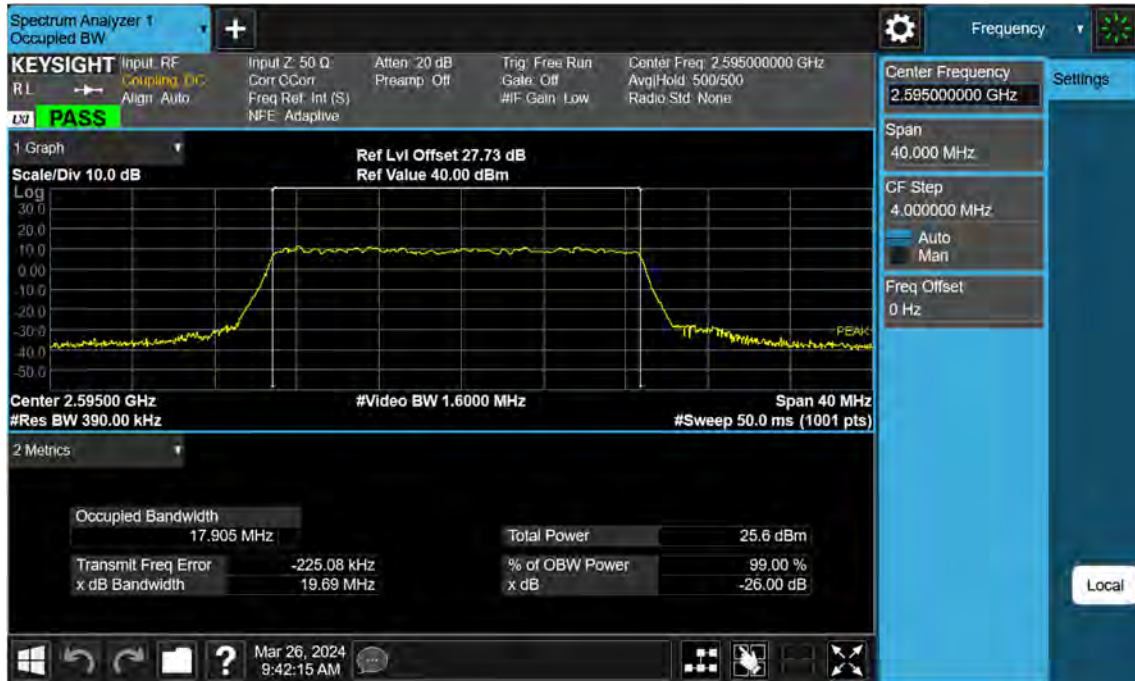 Spectrum Analyzer 1
Occupied BW
Frequency
KEYSIGHT
R L
PASS
Input: RF
Coupling: DC
Align: Auto
Input Z: 50 Ω
Corr CCorr
Freq Ref: Int (S)
NFE: Adaptive
Atten: 20 dB
Preamp: Off
Trig: Free Run
Gate: Off
#IF Gain: Low
Center Freq: 2.595000000 GHz
Avg|Hold: 500/500
Radio Std: None
Center Frequency
2.595000000 GHz
Settings
Span
40.000 MHz
CF Step
4.000000 MHz
Auto
Man
Freq Offset
0 Hz
1 Graph
Scale/Div 10.0 dB
Ref Lvl Offset 27.73 dB
Ref Value 40.00 dBm
Log
30.0
20.0
10.0
0.00
-10.0
-20.0
-30.0
-40.0
-50.0
PEAK
Center 2.59500 GHz
#Video BW 1.6000 MHz
Span 40 MHz
#Res BW 390.00 kHz
#Sweep 50.0 ms (1001 pts)
2 Metrics
Occupied Bandwidth
17.905 MHz
Total Power 25.6 dBm
Transmit Freq Error -225.08 kHz
% of OBW Power 99.00 %
x dB Bandwidth 19.69 MHz
x dB -26.00 dB
Local
?
Mar 26, 2024
9:42:15 AM